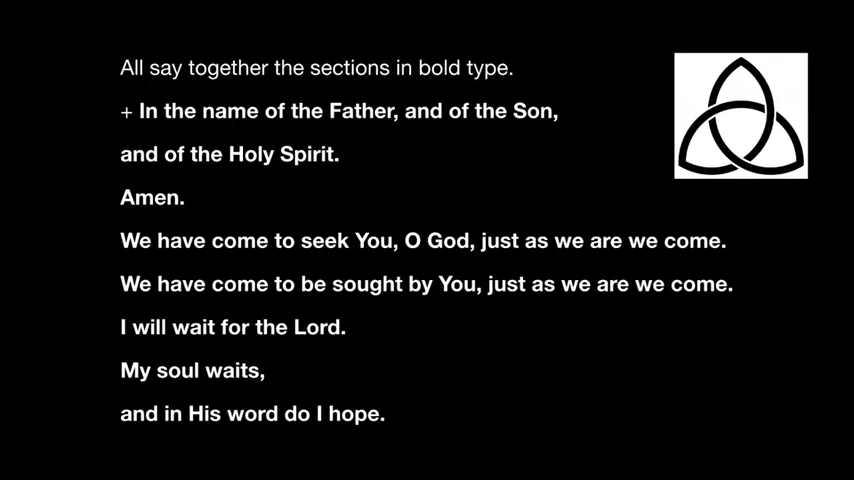 All say together the sections in bold type.
+ In the name of the Father, and of the Son,
and of the Holy Spirit.
Amen.
We have come to seek You, O God, just as we are we come.
We have come to be sought by You, just as we are we come.
I will wait for the Lord.
My soul waits,
and in His word do I hope.